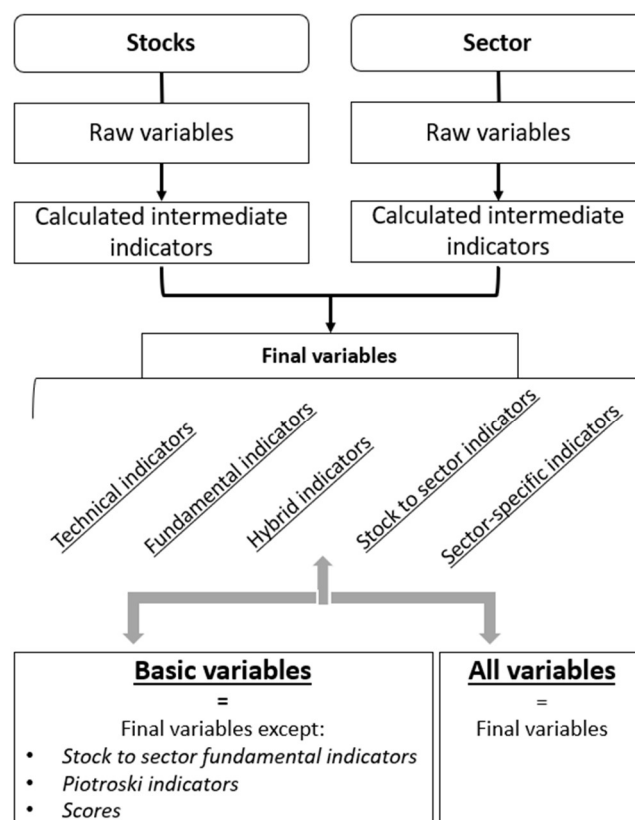 Stocks
Sector
Raw variables
Raw variables
Calculated intermediate
indicators
Calculated intermediate
indicators
Final variables
Technical indicators
Fundamental indicators
Hybrid indicators
Stock to sector indicators
Sector-specific indicators
Basic variables
=
Final variables except:
• Stock to sector fundamental indicators
• Piotroski indicators
• Scores
All variables
=
Final variables